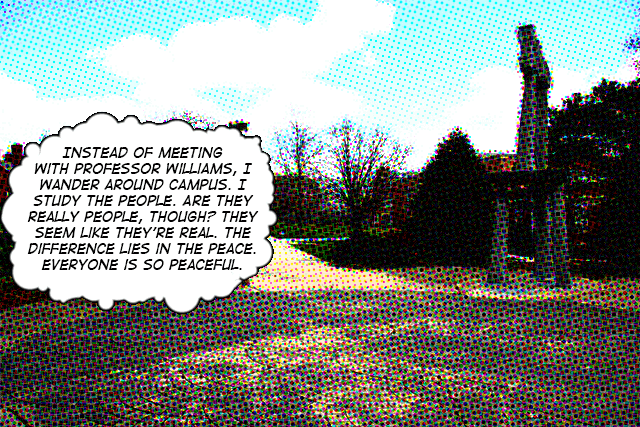 INSTEAD OF MEETING
WITH PROFESSOR WILLIAMS, I
WANDER AROUND CAMPUS. I
STUDY THE PEOPLE. ARE THEY
REALLY PEOPLE, THOUGH? THEY
SEEM LIKE THEY'RE REAL. THE
DIFFERENCE LIES IN THE PEACE.
EVERYONE IS SO PEACEFUL.